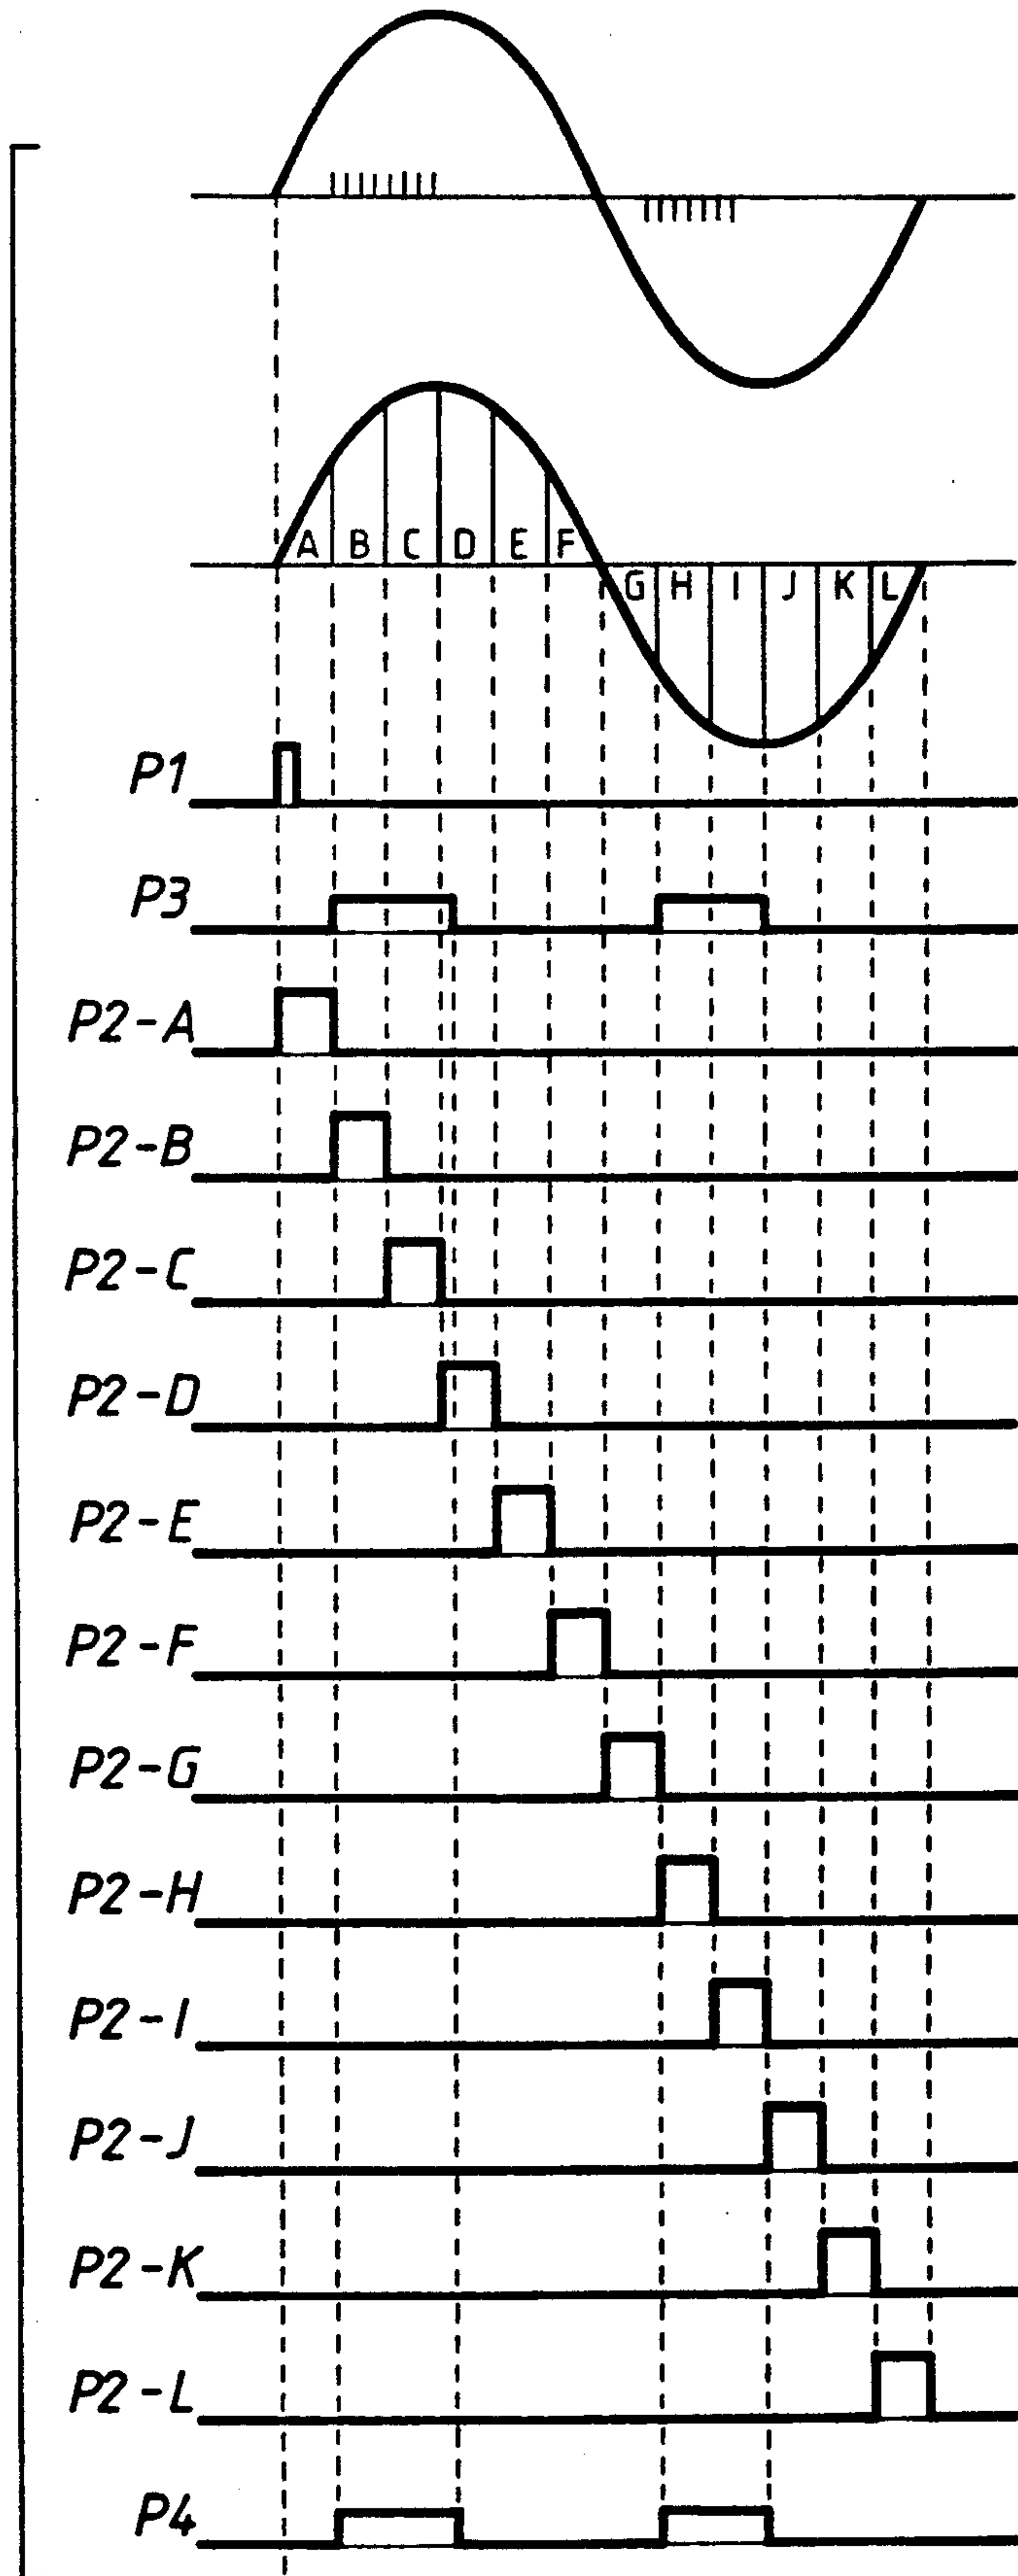 A B C D E F
G H I J K L
P1
P3
P2-A
P2-B
P2-C
P2-D
P2-E
P2-F
P2-G
P2-H
P2-I
P2-J
P2-K
P2-L
P4